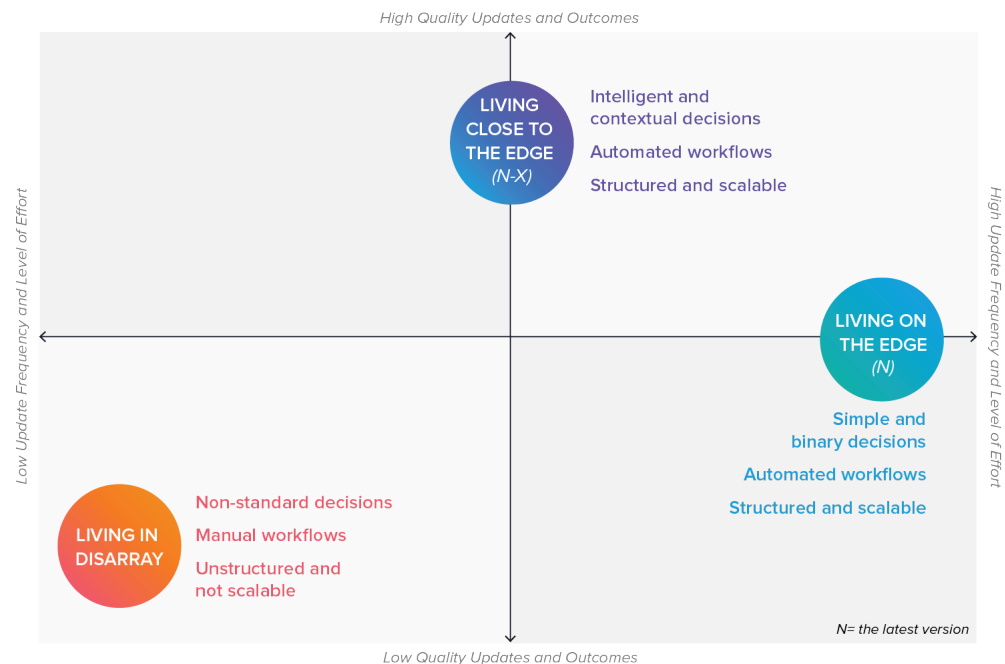 High Quality Updates and Outcomes
LIVING
CLOSE TO
THE EDGE
(N-X)
Intelligent and
contextual decisions
Automated workflows
Structured and scalable
Low Update Frequency and Level of Effort
High Update Frequency and Level of Effort
LIVING ON
THE EDGE
(N)
Simple and
binary decisions
Automated workflows
Structured and scalable
LIVING IN
DISARRAY
Non-standard decisions
Manual workflows
Unstructured and
not scalable
N= the latest version
Low Quality Updates and Outcomes